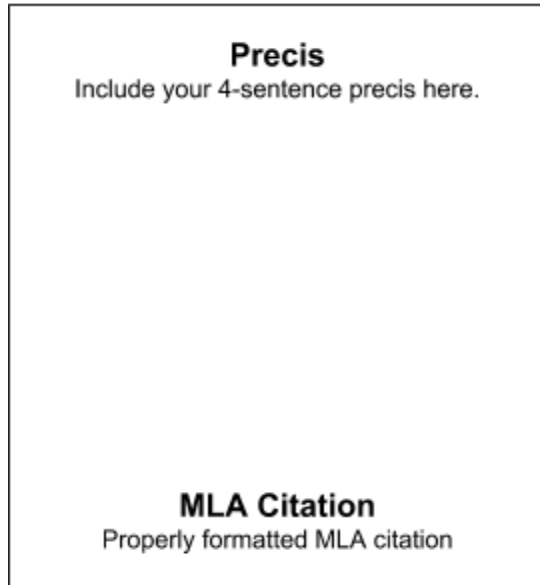 Precis
Include your 4-sentence precis here.
MLA Citation
Properly formatted MLA citation